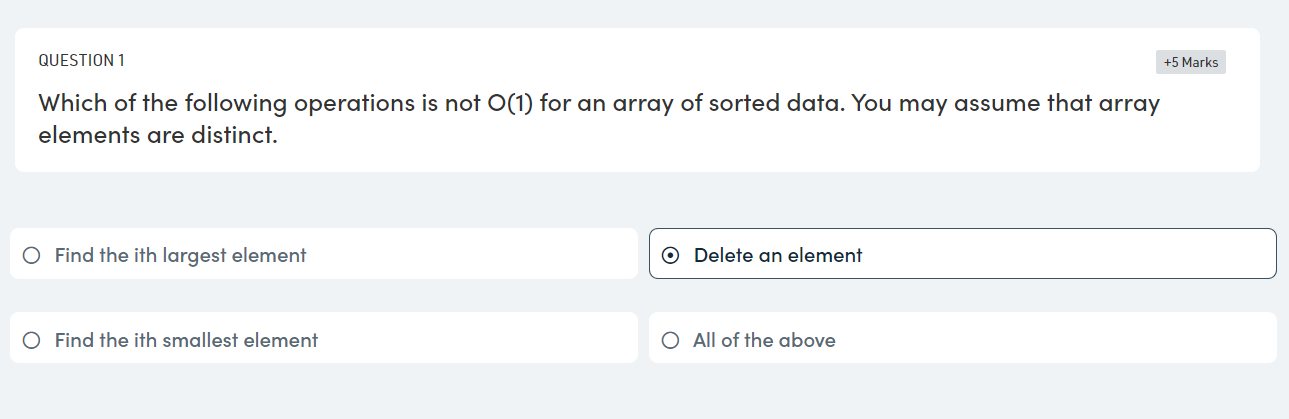 QUESTION 1
+5 Marks
Which of the following operations is not O(1) for an array of sorted data. You may assume that array
elements are distinct.
Find the ith largest element
Delete an element
Find the ith smallest element
All of the above